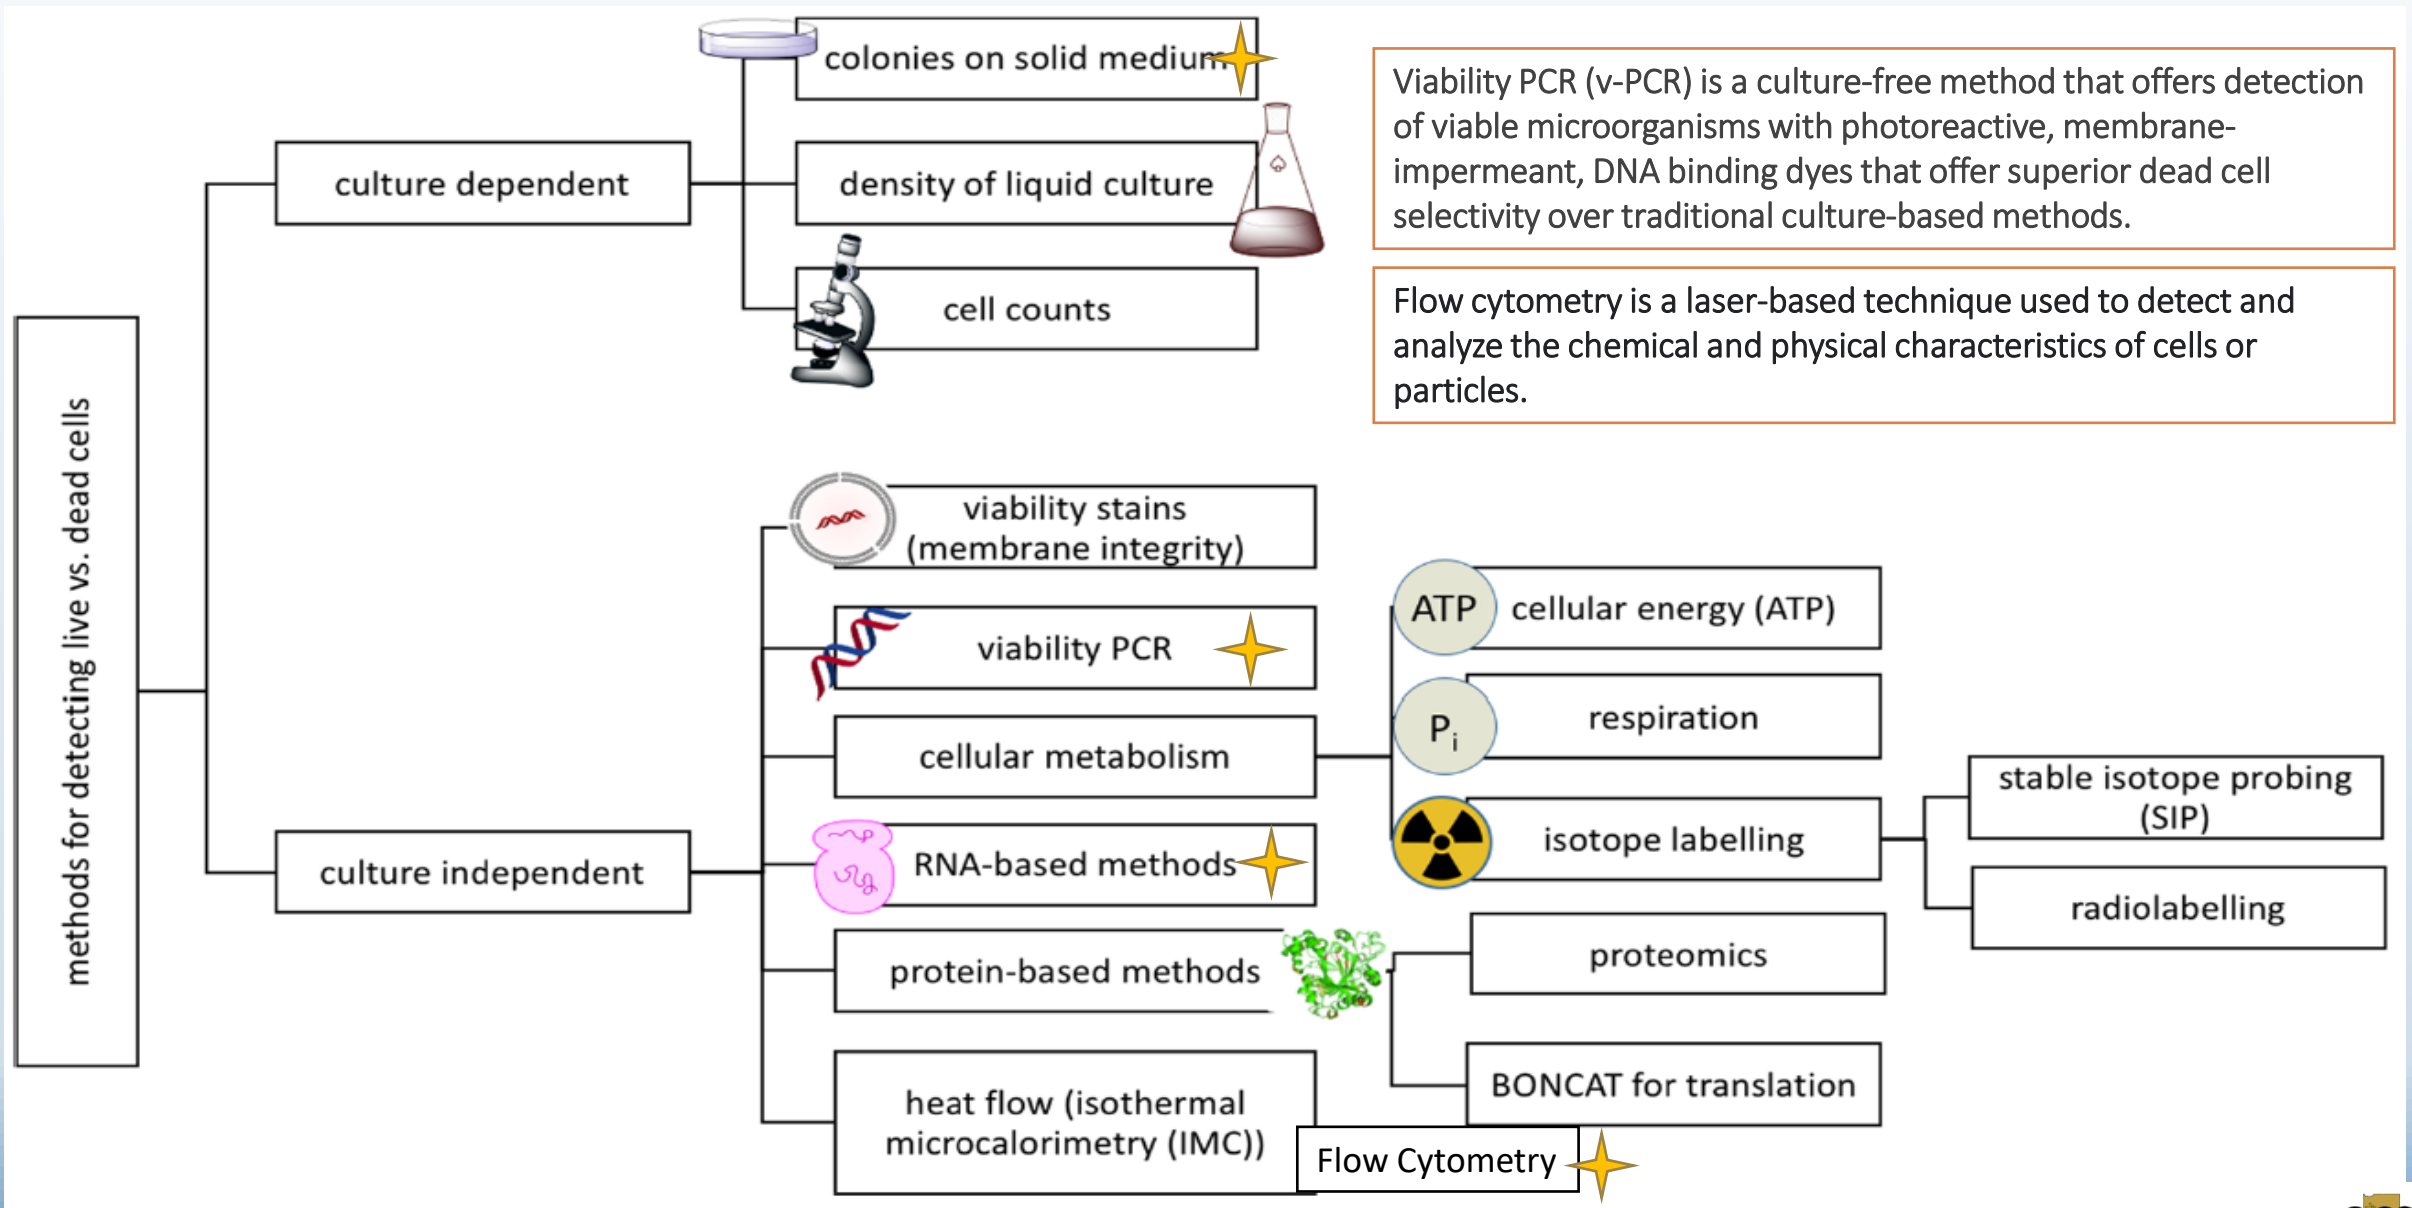 colonies on solid medium
culture dependent
density of liquid culture
cell counts
Viability PCR (v-PCR) is a culture-free method that offers detection
of viable microorganisms with photoreactive, membrane-
impermeant, DNA binding dyes that offer superior dead cell
selectivity over traditional culture-based methods.
Flow cytometry is a laser-based technique used to detect and
analyze the chemical and physical characteristics of cells or
particles.
methods for detecting live vs. dead cells
culture independent
viability stains
(membrane integrity)
viability PCR
cellular metabolism
RNA-based methods
protein-based methods
heat flow (isothermal
microcalorimetry (IMC))
Flow Cytometry
ATP
cellular energy (ATP)
Pi
respiration
isotope labelling
stable isotope probing
(SIP)
radiolabelling
proteomics
BONCAT for translation